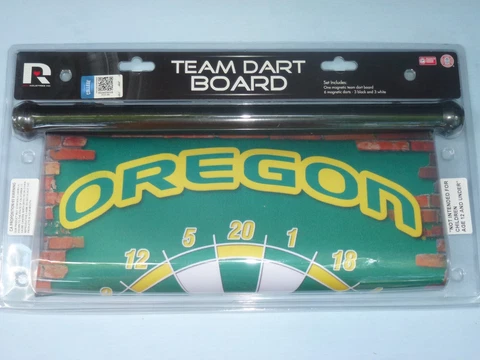 R
TEAM DART
BOARD
Set Includes:
One magnetic team dart board
6 magnetic darts - 3 black and 3 white.
OREGON
12 5 20 1 18
"NOT INTENDED FOR
CHILDREN
AGE 12 AND UNDER"